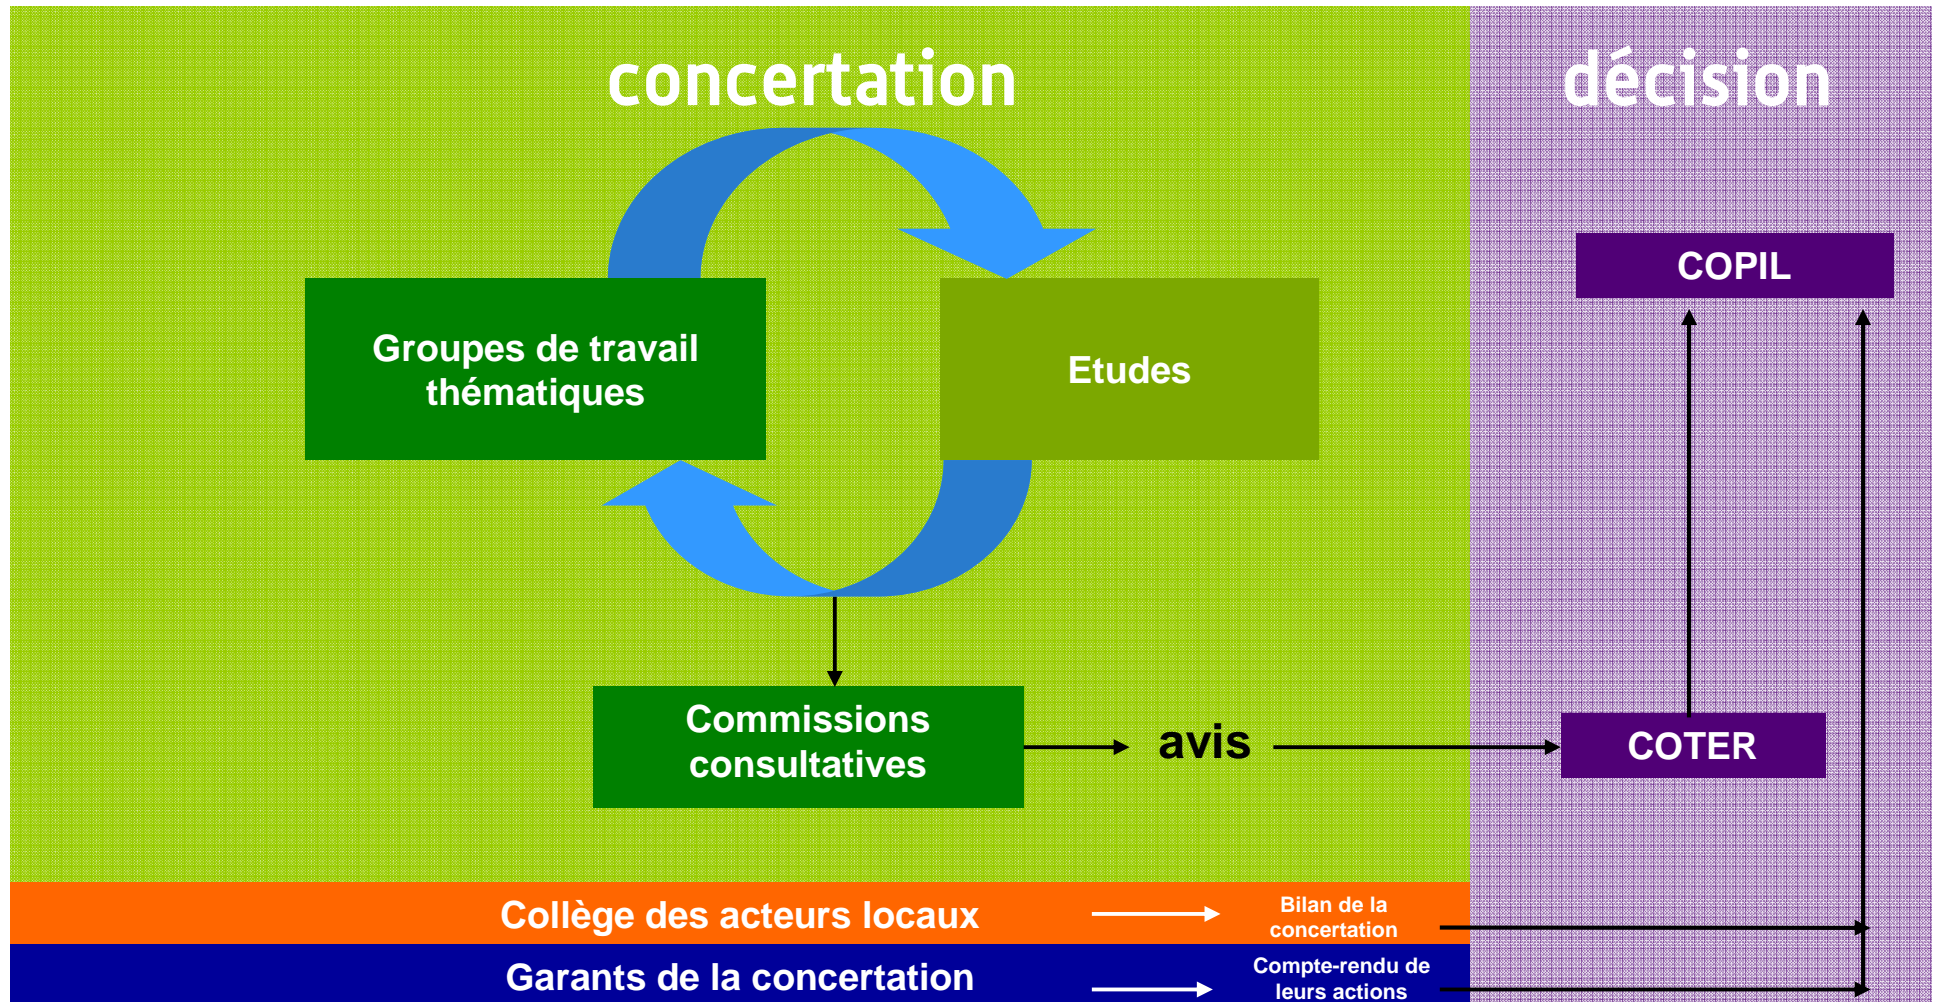 concertation
décision
COPIL
Groupes de travail
thématiques
Etudes
Commissions
consultatives
avis
COTER
Collège des acteurs locaux
Bilan de la
concertation
Garants de la concertation
Compte-rendu de
leurs actions